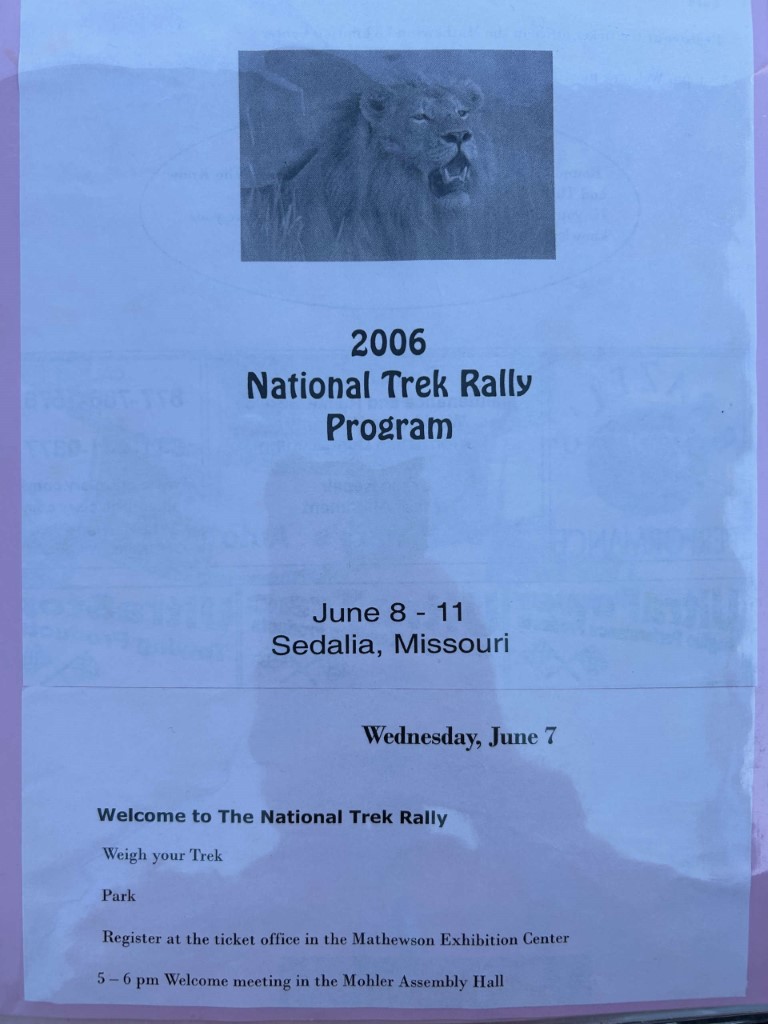 2006
National Trek Rally
Program
June 8 - 11
Sedalia, Missouri
Wednesday, June 7
Welcome to The National Trek Rally
Weigh your Trek
Park
Register at the ticket office in the Mathewson Exhibition Center
5 – 6 pm Welcome meeting in the Mohler Assembly Hall